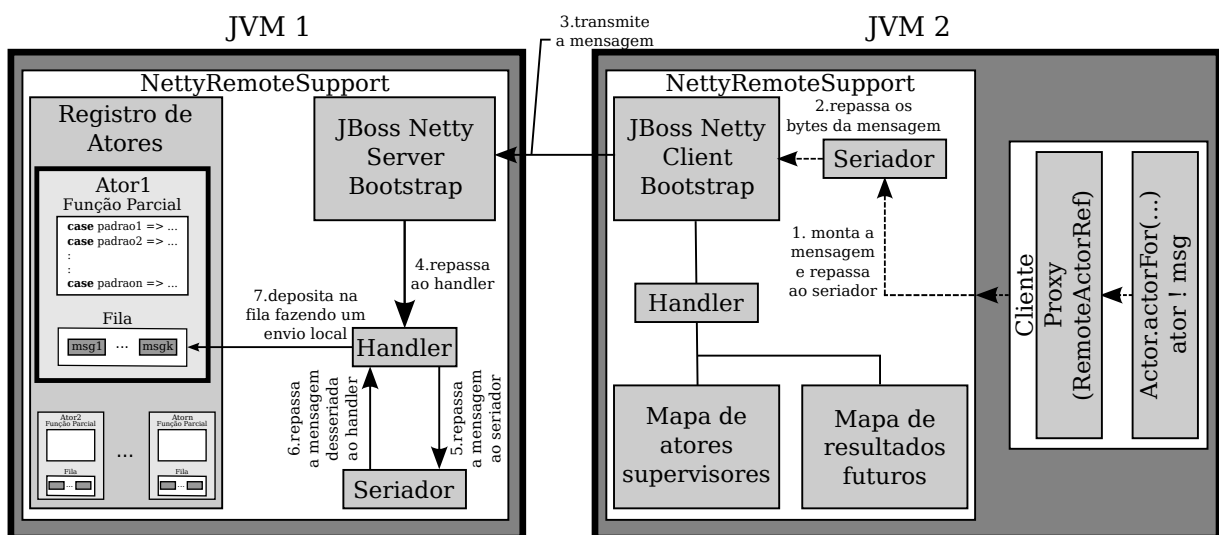 JVM 1
NettyRemoteSupport
Registro de
Atores
Ator1
Função Parcial
case padrao1 => ...
case padrao2 => ...
:
:
case padraon => ...
Fila
msg1 ... msgk
Ator2
Função Parcial
Fila
...
...
Atorn
Função Parcial
Fila
...
JBoss Netty
Server
Bootstrap
4.repassa
ao handler
7.deposita na
fila fazendo um
envio local
Handler
6.repassa
a mensagem
desseriada
ao handler
5.repassa
a mensagem
ao seriador
Seriador
3.transmite
a mensagem
JVM 2
NettyRemoteSupport
JBoss Netty
Client
Bootstrap
2.repassa os
bytes da mensagem
Seriador
1. monta a
mensagem
e repassa
ao seriador
Handler
Mapa de
atores
supervisores
Mapa de
resultados
futuros
Cliente
Proxy
(RemoteActorRef)
Actor.actorFor(...)
ator ! msg